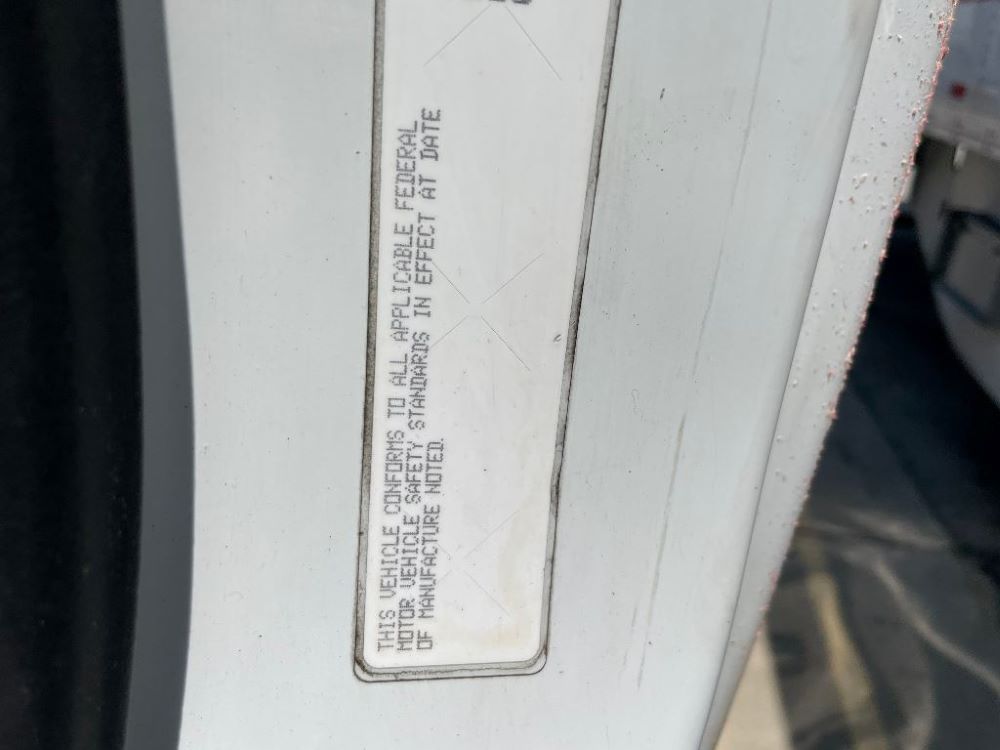 THIS VEHICLE CONFORMS TO ALL APPLICABLE FEDERAL
MOTOR VEHICLE SAFETY STANDARDS IN EFFECT AT DATE
OF MANUFACTURE NOTED.